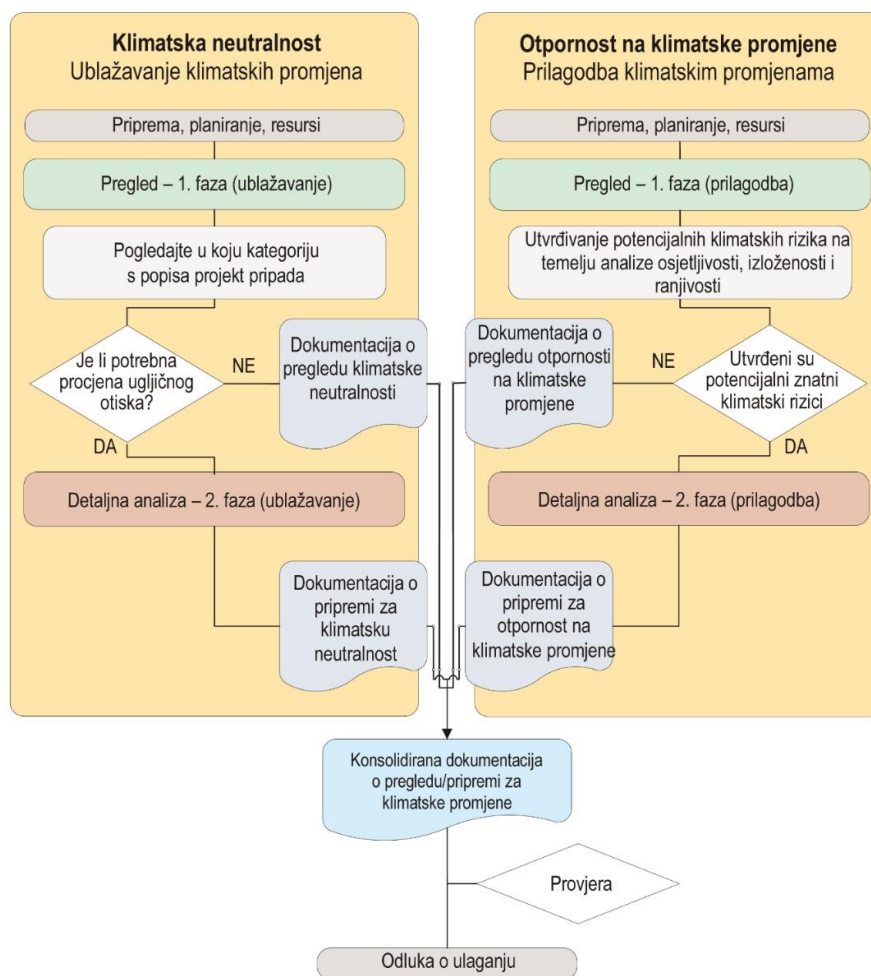 Klimatska neutralnost
Ublažavanje klimatskih promjena
Priprema, planiranje, resursi
Pregled – 1. faza (ublažavanje)
Pogledajte u koju kategoriju
s popisa projekt pripada
Je li potrebna
procjena ugljičnog
otiska?
NE
Dokumentacija o
pregledu klimatske
neutralnosti
DA
Detaljna analiza – 2. faza (ublažavanje)
Dokumentacija o
pripremi za
klimatsku
neutralnost
Otpornost na klimatske promjene
Prilagodba klimatskim promjenama
Priprema, planiranje, resursi
Pregled – 1. faza (prilagodba)
Utvrđivanje potencijalnih klimatskih rizika na
temelju analize osjetljivosti, izloženosti i
ranjivosti
Dokumentacija o
pregledu otpornosti
na klimatske
promjene
NE
Utvrđeni su
potencijalni znatni
klimatski rizici
DA
Detaljna analiza – 2. faza (prilagodba)
Dokumentacija o
pripremi za
otpornost na
klimatske promjene
Konsolidirana dokumentacija
o pregledu/pripremi za
klimatske promjene
Provjera
Odluka o ulaganju